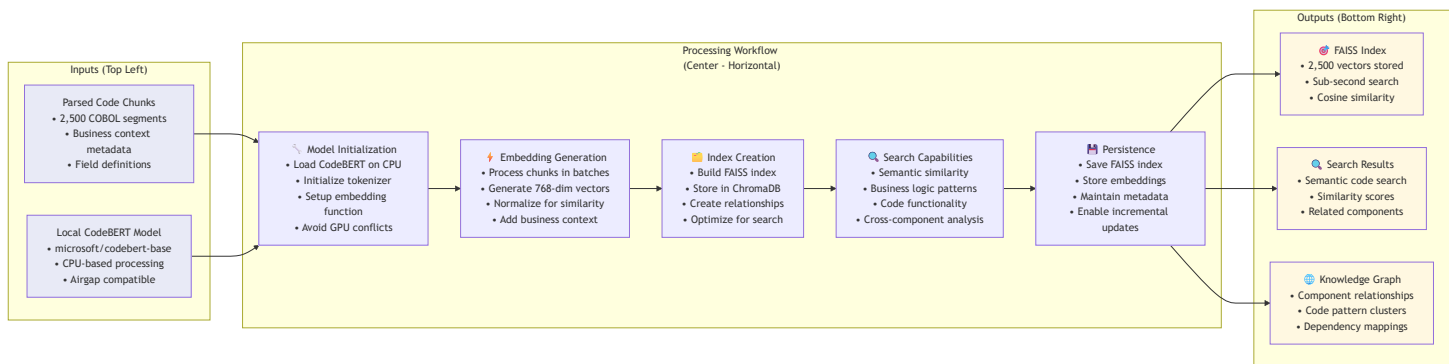 Inputs (Top Left)
Parsed Code Chunks
• 2,500 COBOL segments
• Business context
metadata
• Field definitions
Local CodeBERT Model
• microsoft/codebert-base
• CPU-based processing
• Airgap compatible
Processing Workflow
(Center - Horizontal)
🔧 Model Initialization
• Load CodeBERT on CPU
• Initialize tokenizer
• Setup embedding
function
• Avoid GPU conflicts
⚡ Embedding Generation
• Process chunks in batches
• Generate 768-dim vectors
• Normalize for similarity
• Add business context
🗂️ Index Creation
• Build FAISS index
• Store in ChromaDB
• Create relationships
• Optimize for search
🔍 Search Capabilities
• Semantic similarity
• Business logic patterns
• Code functionality
• Cross-component analysis
💾 Persistence
• Save FAISS index
• Store embeddings
• Maintain metadata
• Enable incremental
updates
Outputs (Bottom Right)
🎯 FAISS Index
• 2,500 vectors stored
• Sub-second search
• Cosine similarity
🔍 Search Results
• Semantic code search
• Similarity scores
• Related components
🌐 Knowledge Graph
• Component relationships
• Code pattern clusters
• Dependency mappings